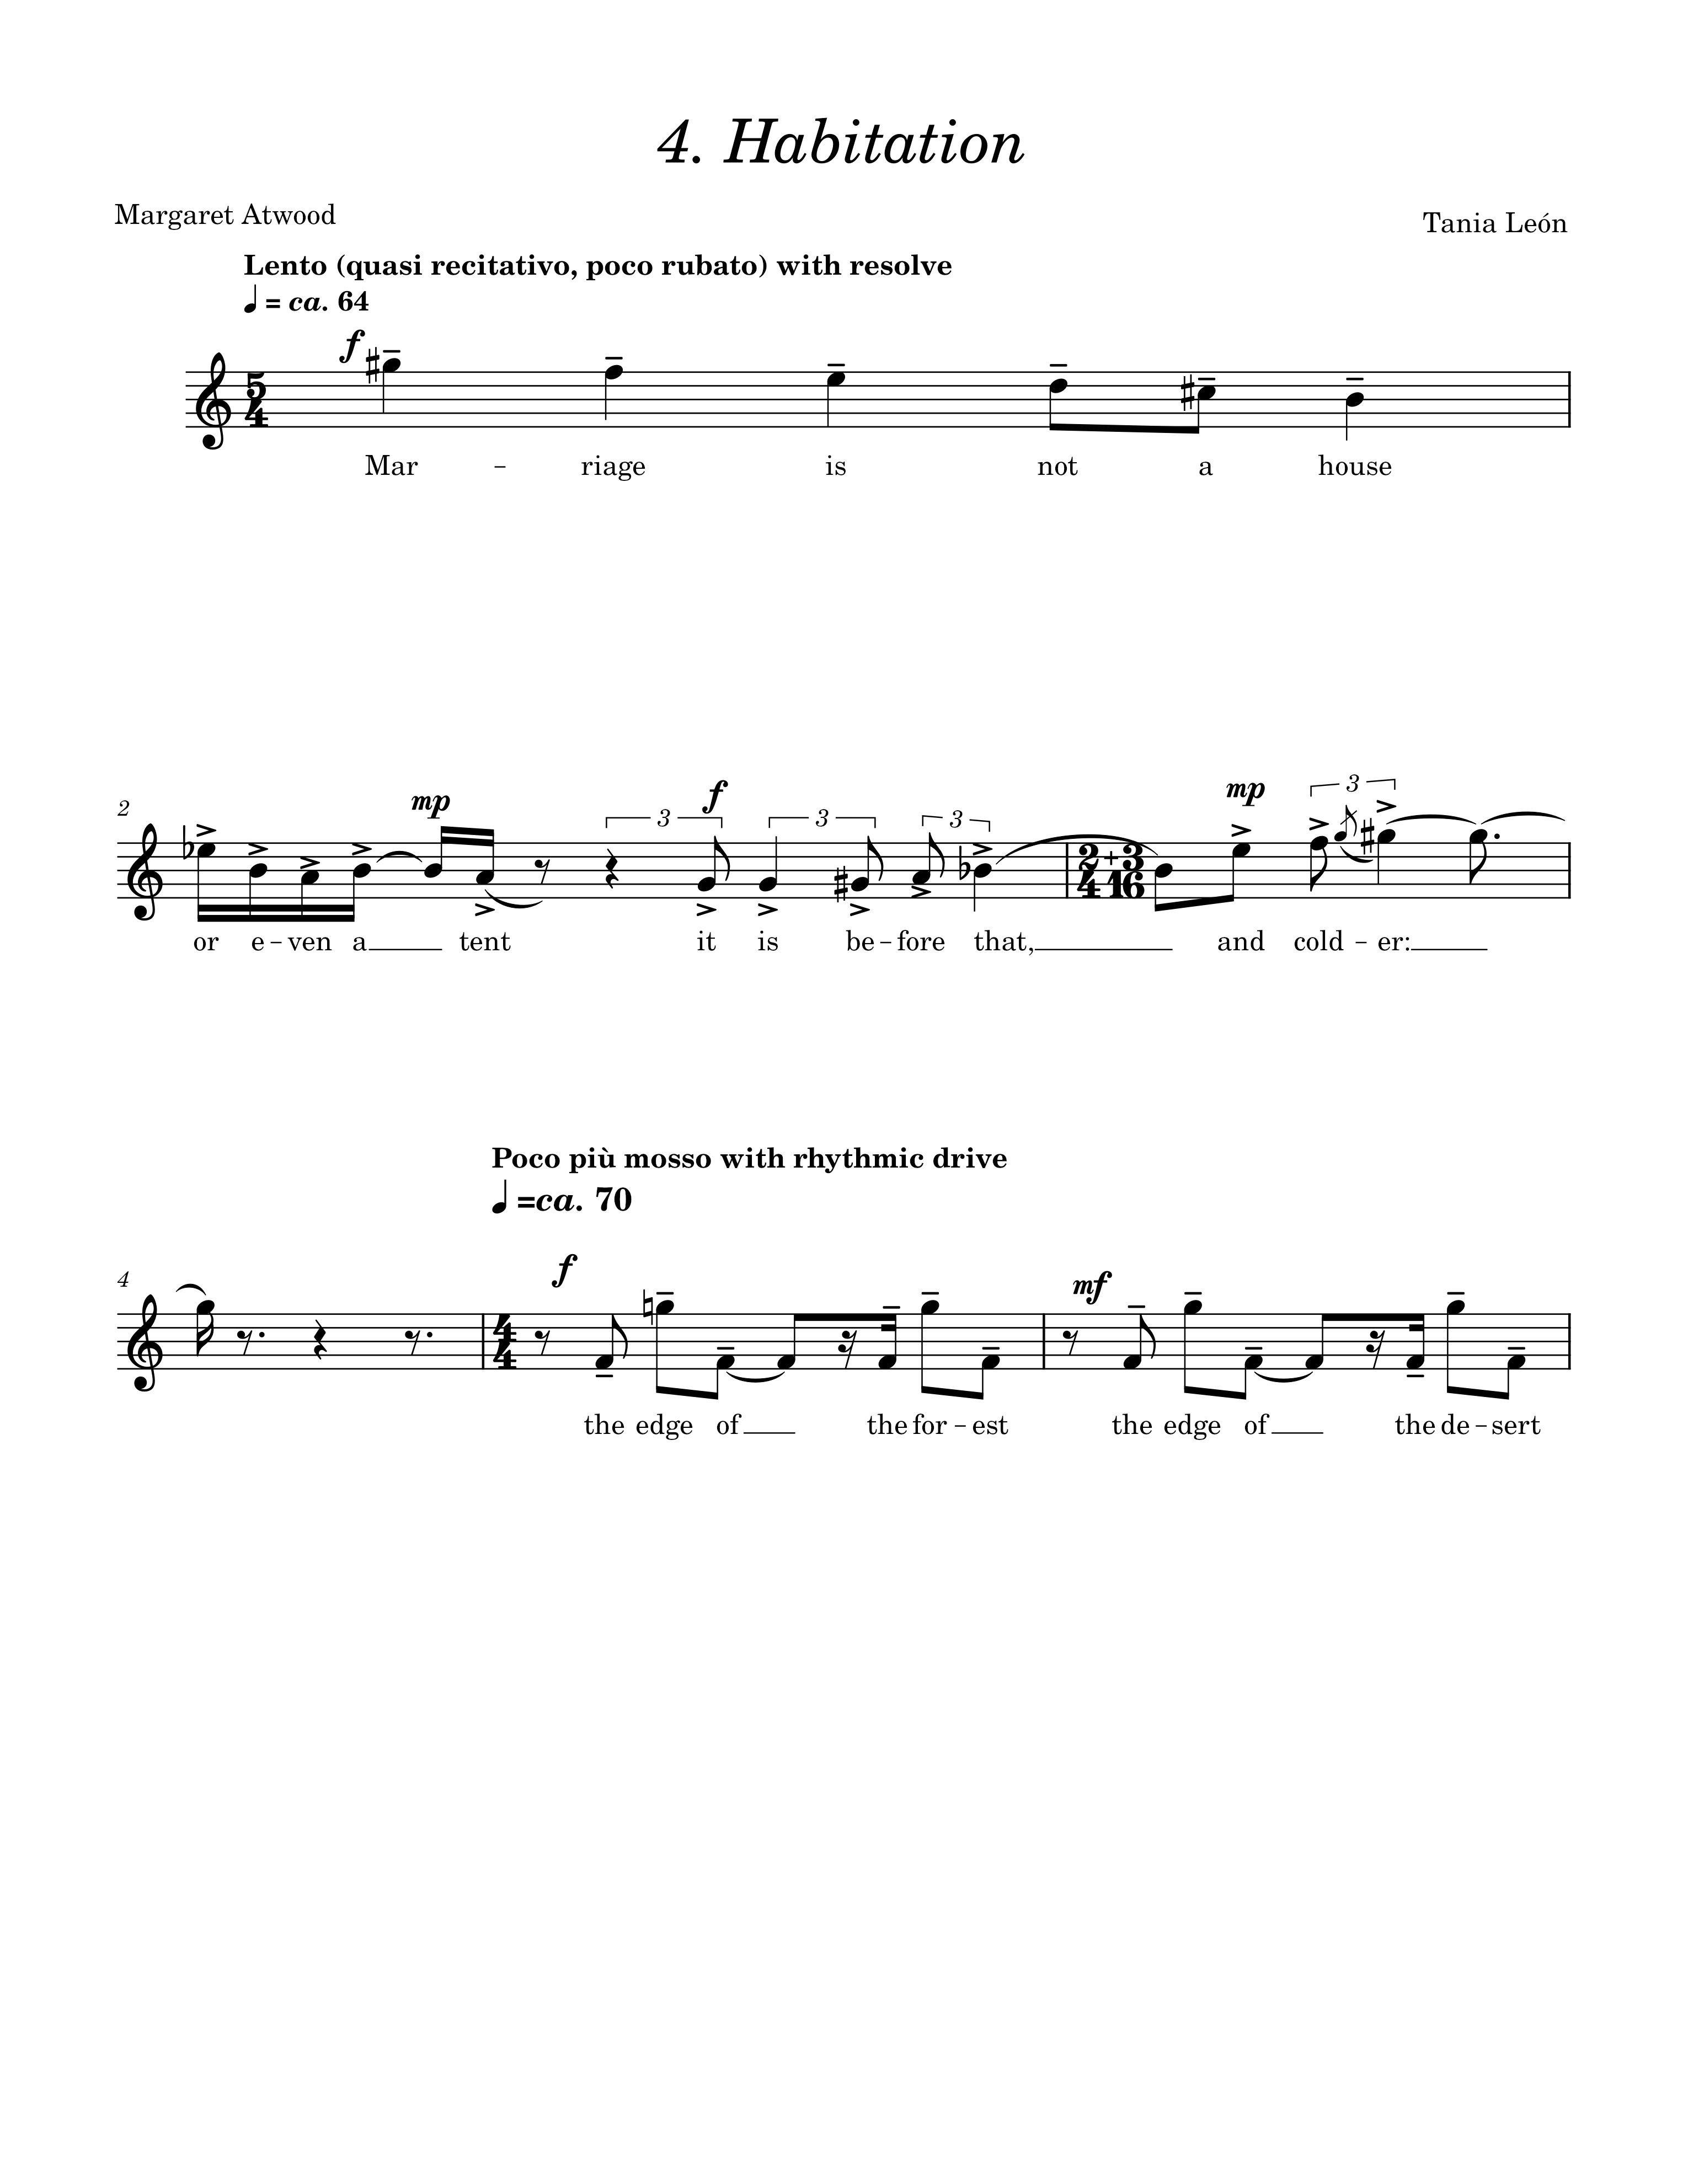 4. Habitation
Margaret Atwood
Tania León
Lento (quasi recitativo, poco rubato) with resolve
♩ = ca. 64
f
5
4
Mar – riage is not a house
2
mp f mp
3 3 3 3
2 + 3
4 16
or e – ven a tent it is be – fore that, and cold – er:
Poco più mosso with rhythmic drive
♩ =ca. 70
4
f mf
4
4
the edge of the for – est the edge of the de – sert